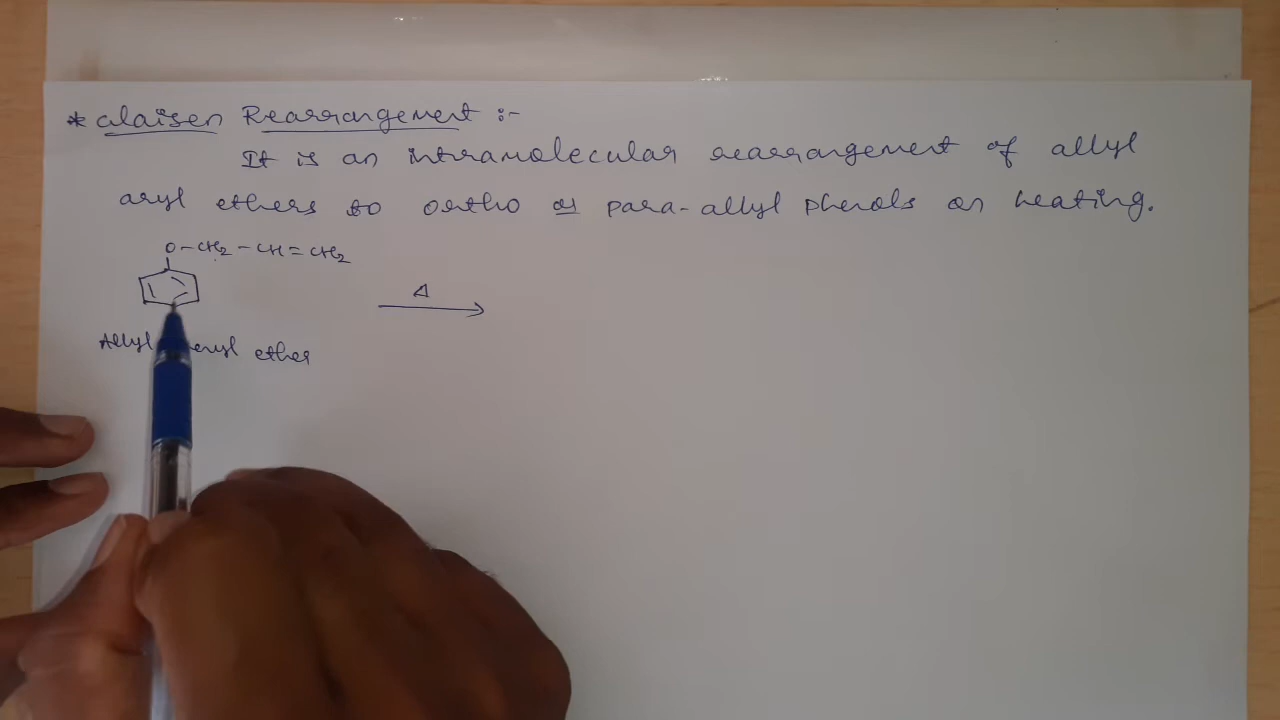 * Claisen Rearrangement :-
It is an intramolecular rearrangement of allyl
aryl ethers to ortho or para-allyl phenols on heating.
O-CH2-CH=CH2
Δ
Allyl ether